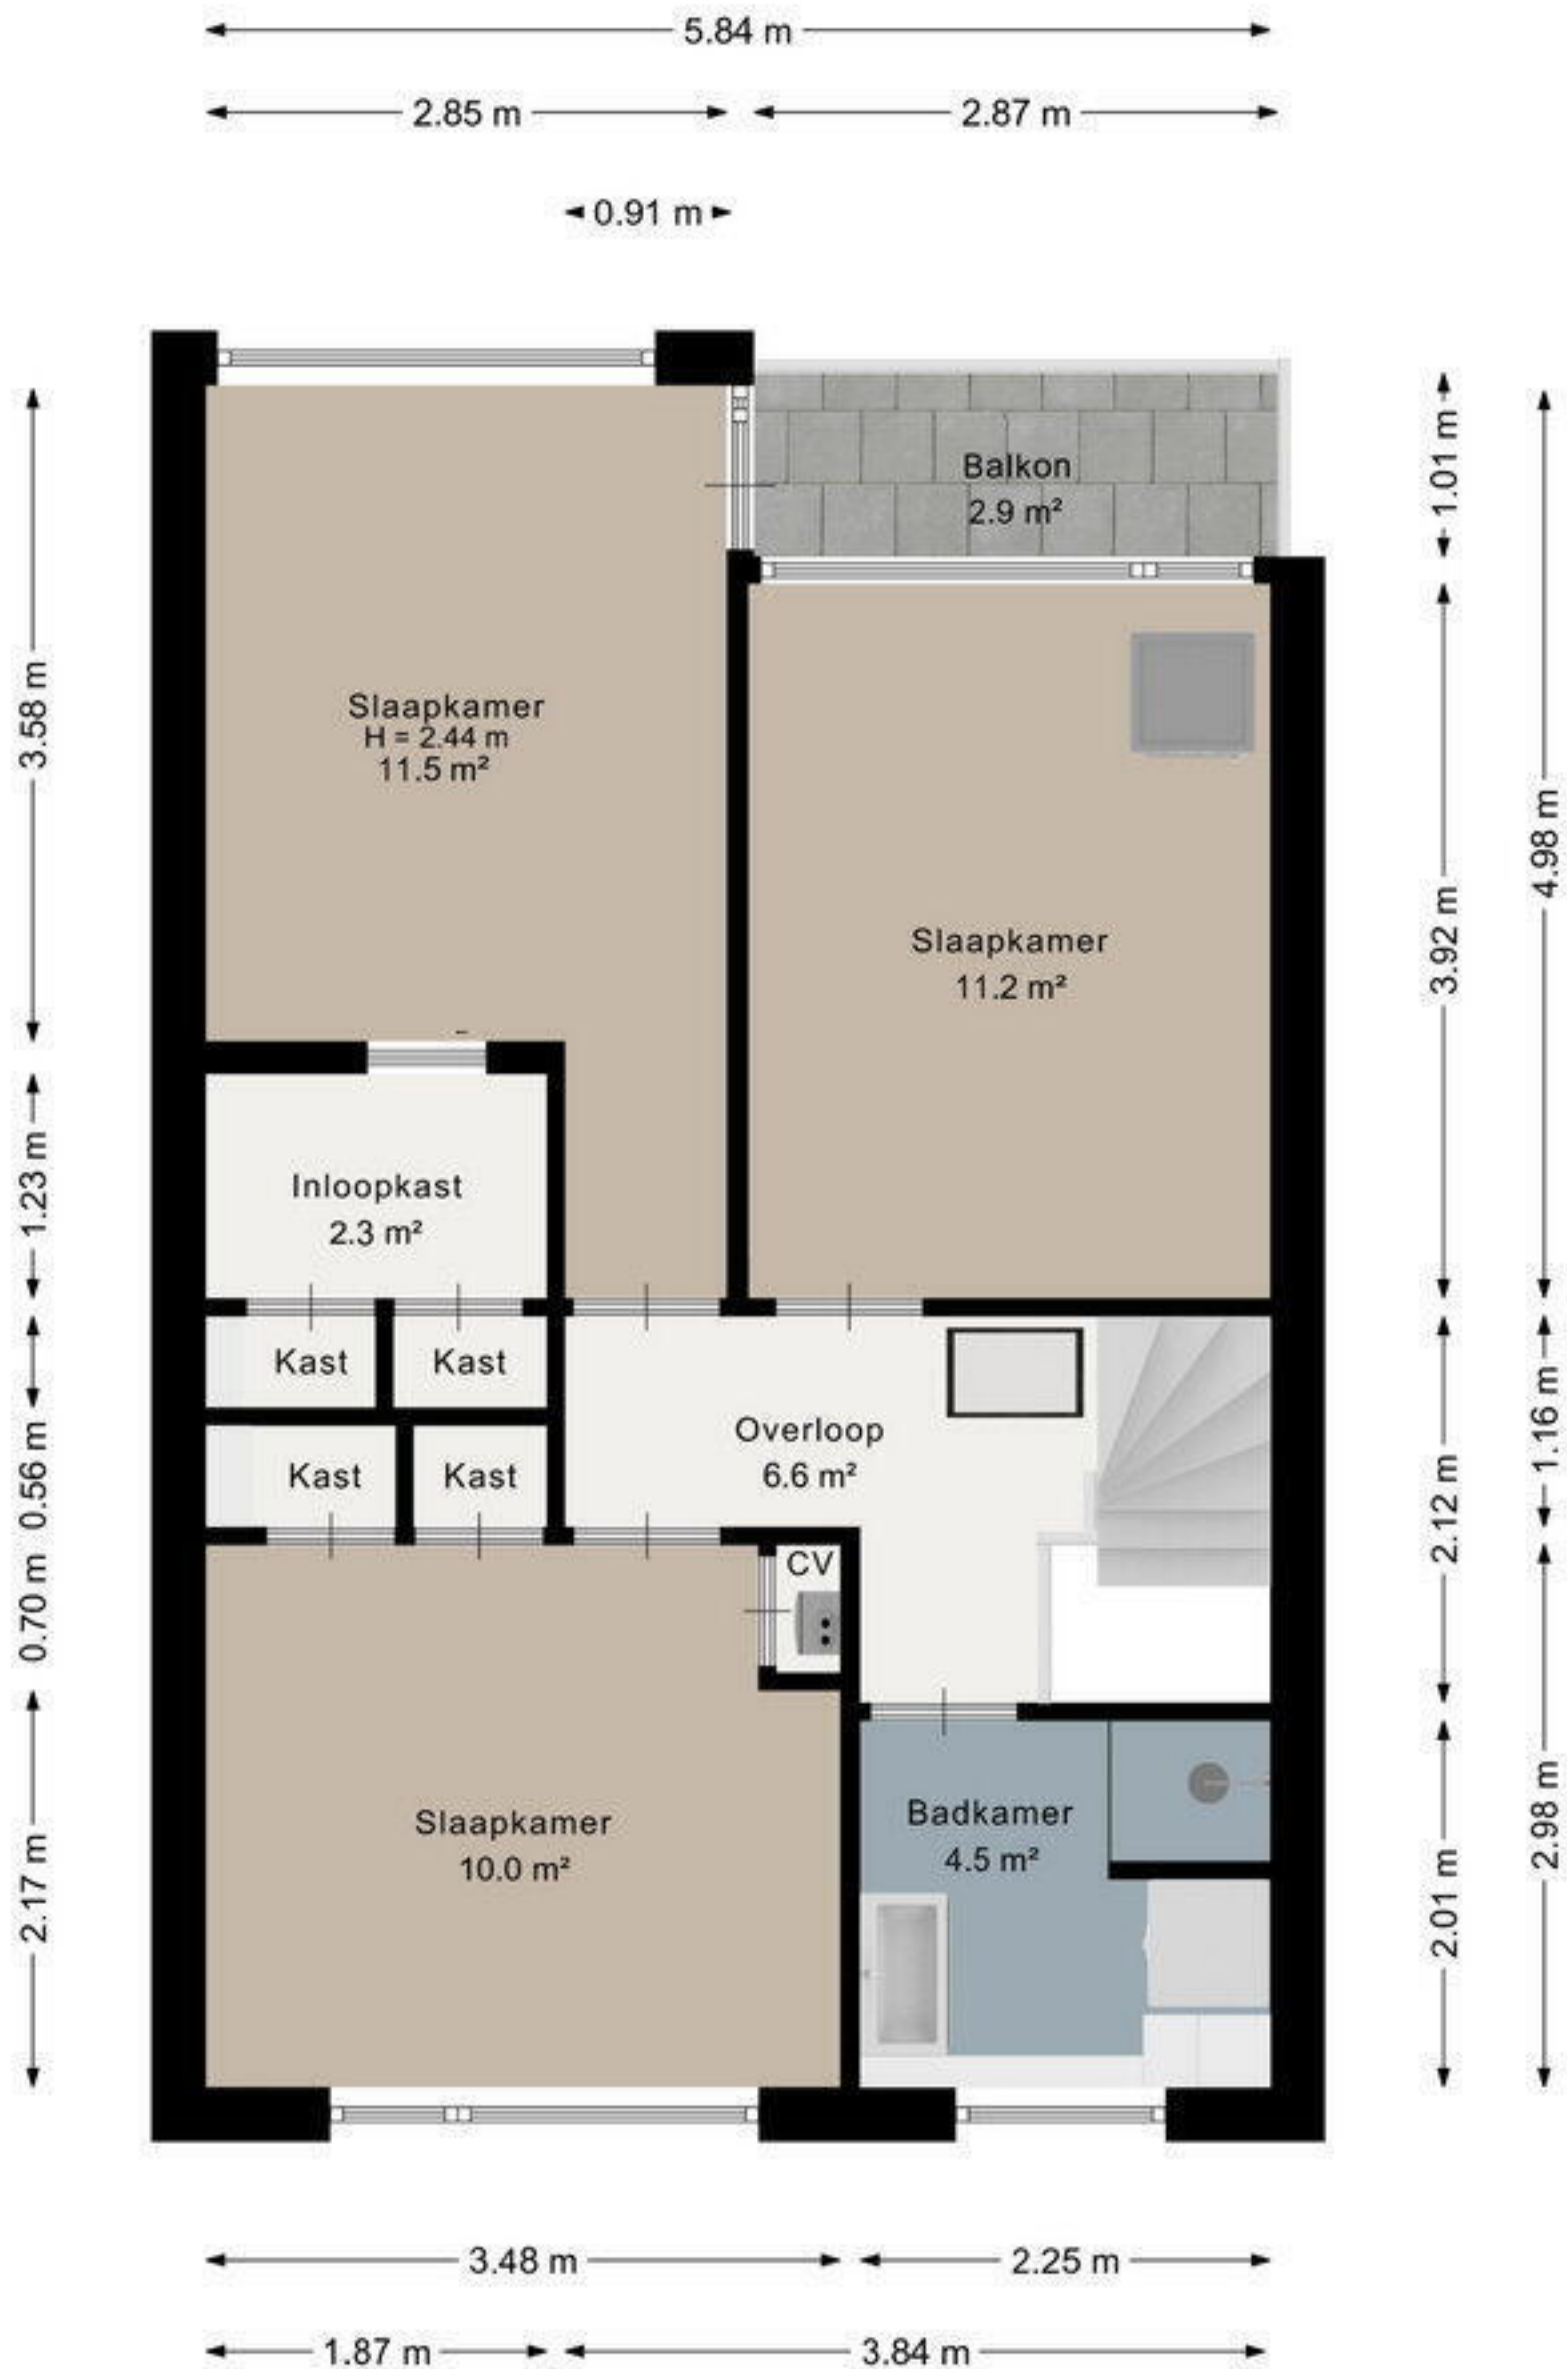 5.84 m
2.85 m
2.87 m
0.91 m
Balkon
2.9 m²
1.01 m
4.98 m
3.58 m
Slaapkamer
H = 2.44 m
11.5 m²
Slaapkamer
11.2 m²
3.92 m
1.23 m
Inloopkast
2.3 m²
Kast
Kast
0.56 m
Overloop
6.6 m²
1.16 m
2.12 m
Kast
Kast
0.70 m
CV
Slaapkamer
10.0 m²
2.17 m
Badkamer
4.5 m²
2.01 m
2.98 m
3.48 m
2.25 m
1.87 m
3.84 m